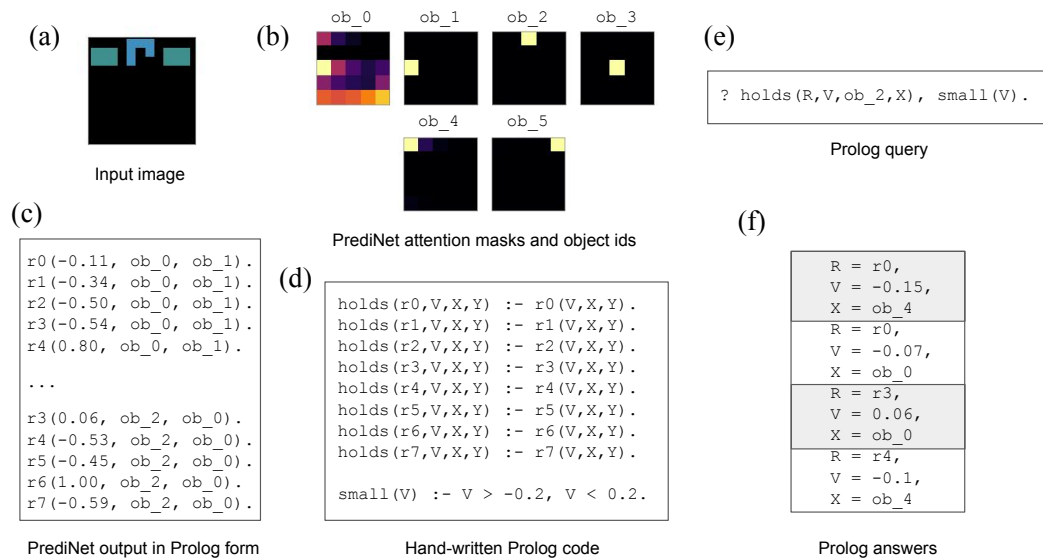 (a)
Input image
(b)
ob_0 ob_1 ob_2 ob_3
ob_4 ob_5
PrediNet attention masks and object ids
(c)
r0(-0.11, ob_0, ob_1).
r1(-0.34, ob_0, ob_1).
r2(-0.50, ob_0, ob_1).
r3(-0.54, ob_0, ob_1).
r4(0.80, ob_0, ob_1).
...
r3(0.06, ob_2, ob_0).
r4(-0.53, ob_2, ob_0).
r5(-0.45, ob_2, ob_0).
r6(1.00, ob_2, ob_0).
r7(-0.59, ob_2, ob_0).
PrediNet output in Prolog form
(d)
holds(r0,V,X,Y) :- r0(V,X,Y).
holds(r1,V,X,Y) :- r1(V,X,Y).
holds(r2,V,X,Y) :- r2(V,X,Y).
holds(r3,V,X,Y) :- r3(V,X,Y).
holds(r4,V,X,Y) :- r4(V,X,Y).
holds(r5,V,X,Y) :- r5(V,X,Y).
holds(r6,V,X,Y) :- r6(V,X,Y).
holds(r7,V,X,Y) :- r7(V,X,Y).
small(V) :- V > -0.2, V < 0.2.
Hand-written Prolog code
(e)
? holds(R,V,ob_2,X), small(V).
Prolog query
(f)
R = r0,
V = -0.15,
X = ob_4
R = r0,
V = -0.07,
X = ob_0
R = r3,
V = 0.06,
X = ob_0
R = r4,
V = -0.1,
X = ob_4
Prolog answers